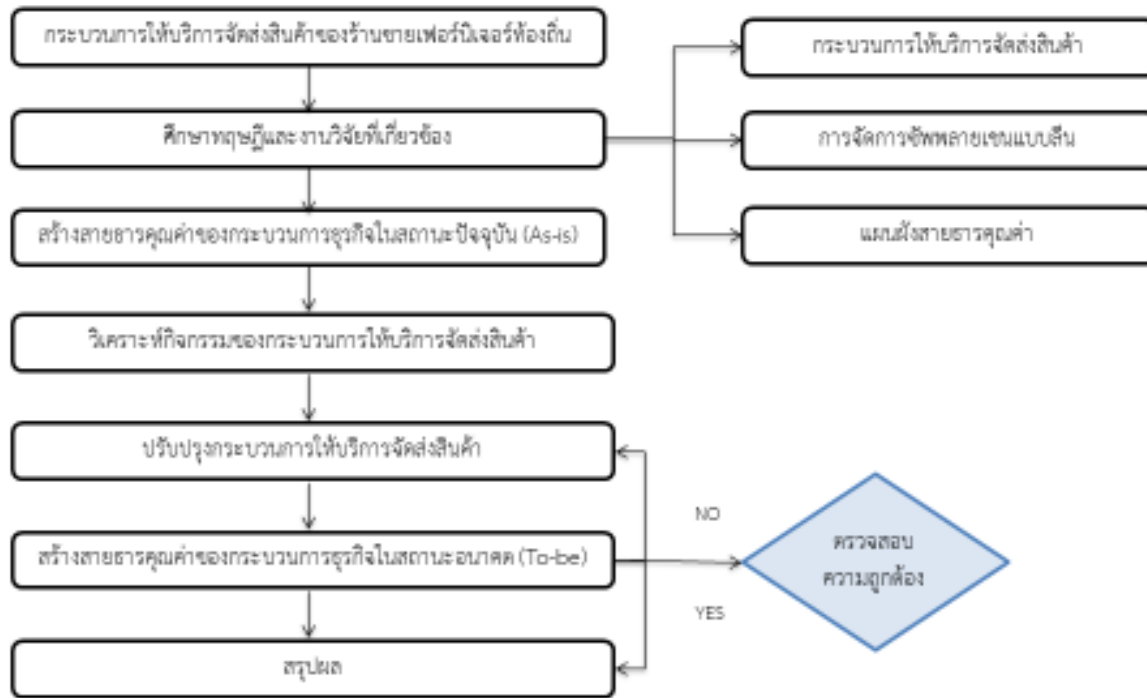 กระบวนการให้บริการจัดส่งสินค้าของร้านขายเฟอร์นิเจอร์ท้องถิ่น
กระบวนการให้บริการจัดส่งสินค้า
ศึกษาทฤษฎีและงานวิจัยที่เกี่ยวข้อง
การจัดการซัพพลายเชนแบบลีน
สร้างสายธารคุณค่าของกระบวนการธุรกิจในสถานะปัจจุบัน (As-is)
แผนผังสายธารคุณค่า
วิเคราะห์กิจกรรมของกระบวนการให้บริการจัดส่งสินค้า
ปรับปรุงกระบวนการให้บริการจัดส่งสินค้า
NO
สร้างสายธารคุณค่าของกระบวนการธุรกิจในสถานะอนาคต (To-be)
ตรวจสอบ
ความถูกต้อง
YES
สรุปผล